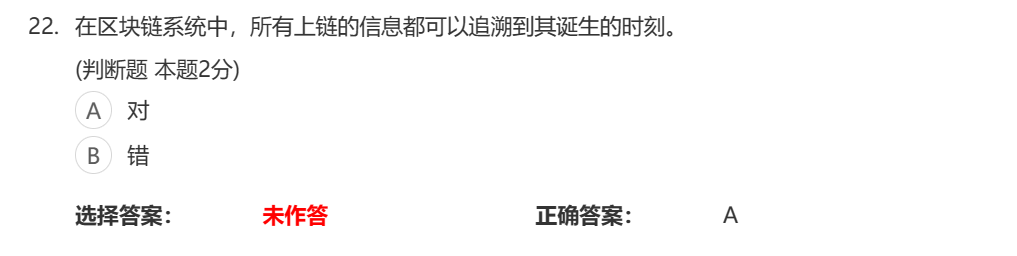 22. 在区块链系统中，所有上链的信息都可以追溯到其诞生的时刻。
(判断题 本题2分)
A 对
B 错
选择答案： 未作答 正确答案： A